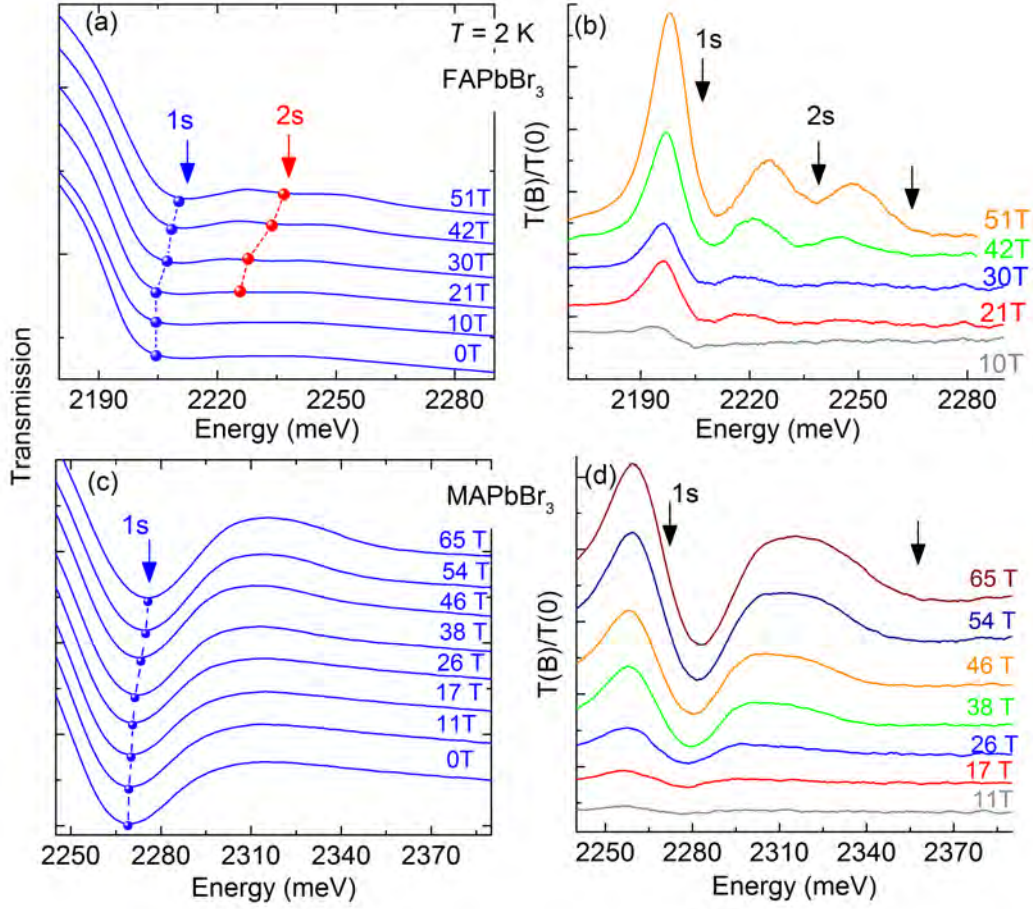 Transmission
(a)
T = 2 K
FAPbBr3
1s
2s
51T
42T
30T
21T
10T
0T
2190 2220 2250 2280
Energy (meV)
(b)
T(B)/T(0)
1s
2s
51T
42T
30T
21T
10T
2190 2220 2250 2280
Energy (meV)
(c)
MAPbBr3
1s
65 T
54 T
46 T
38 T
26 T
17 T
11T
0T
2250 2280 2310 2340 2370
Energy (meV)
(d)
T(B)/T(0)
1s
65 T
54 T
46 T
38 T
26 T
17 T
11T
2250 2280 2310 2340 2370
Energy (meV)